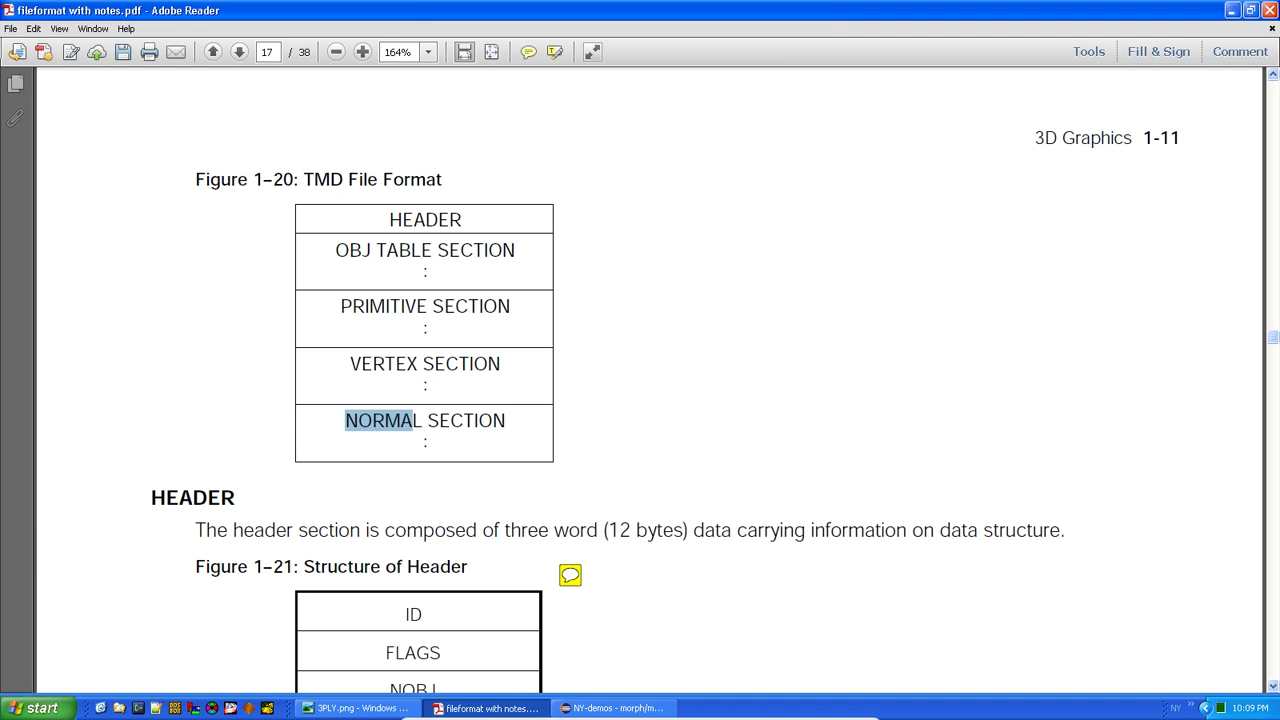 fileformat with notes.pdf - Adobe Reader
File Edit View Window Help
17 / 38 164% Tools Fill & Sign Comment
3D Graphics 1-11
Figure 1–20: TMD File Format
HEADER
OBJ TABLE SECTION
:
PRIMITIVE SECTION
:
VERTEX SECTION
:
NORMAL SECTION
:
HEADER
The header section is composed of three word (12 bytes) data carrying information on data structure.
Figure 1–21: Structure of Header
ID
FLAGS
NOBJ
start 3PLY.png - Windows ... fileformat with notes.... NY-demos - morph/m... NY 10:09 PM